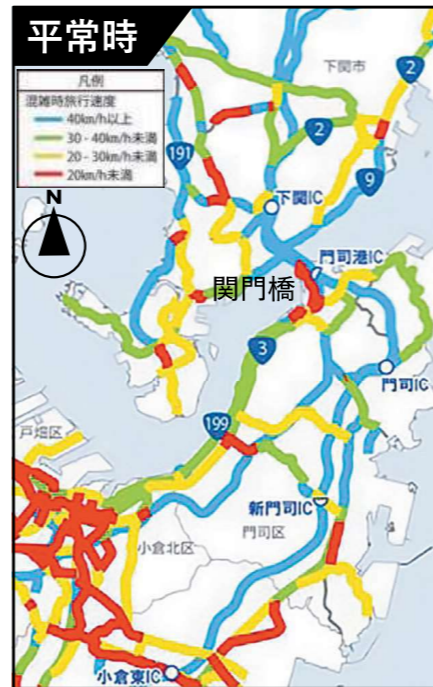 平常時
凡例
混雑時旅行速度
40km/h以上
30 - 40km/h未満
20 - 30km/h未満
20km/h未満
N
下関市
2
2
191
9
下関IC
門司港IC
関門橋
3
門司IC
199
戸畑区
新門司IC
門司区
小倉北区
小倉東IC